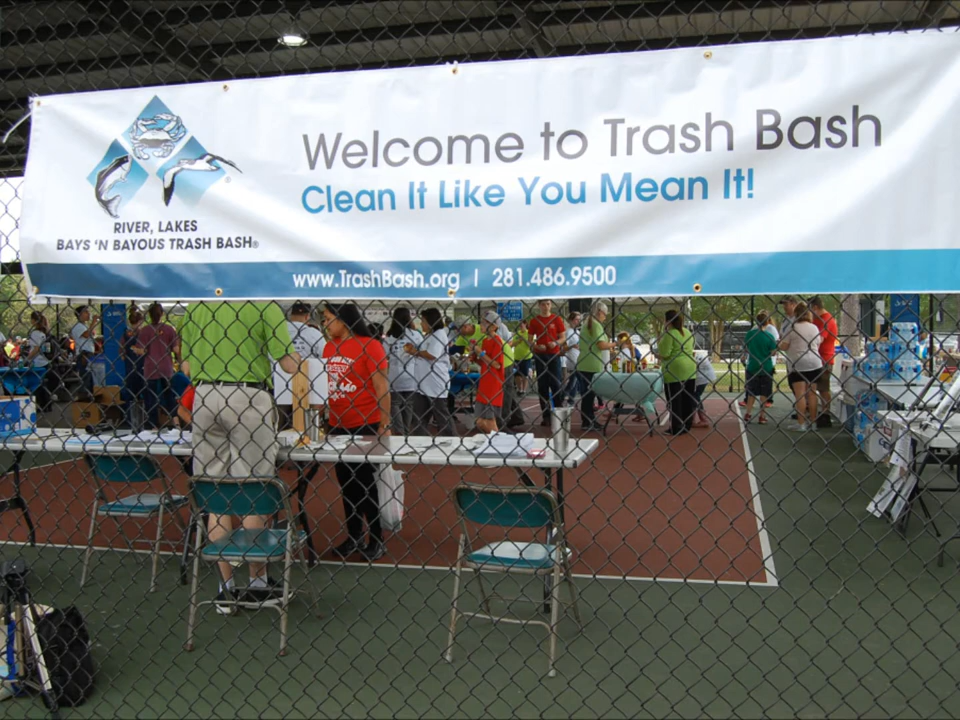 Welcome to Trash Bash
Clean It Like You Mean It!
RIVER, LAKES
BAYS 'N BAYOUS TRASH BASH®
www.TrashBash.org | 281.486.9500